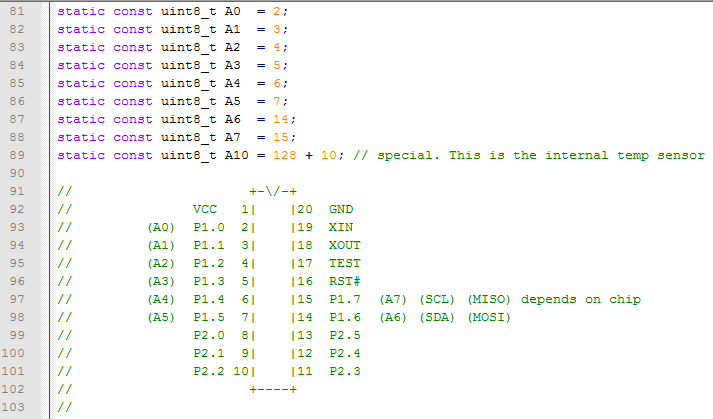 81 static const uint8_t A0  = 2;
82 static const uint8_t A1  = 3;
83 static const uint8_t A2  = 4;
84 static const uint8_t A3  = 5;
85 static const uint8_t A4  = 6;
86 static const uint8_t A5  = 7;
87 static const uint8_t A6  = 14;
88 static const uint8_t A7  = 15;
89 static const uint8_t A10 = 128 + 10; // special. This is the internal temp sensor
90
91 //                      +-\/-+
92 //               VCC   1|    |20  GND
93 //         (A0)  P1.0  2|    |19  XIN
94 //         (A1)  P1.1  3|    |18  XOUT
95 //         (A2)  P1.2  4|    |17  TEST
96 //         (A3)  P1.3  5|    |16  RST#
97 //         (A4)  P1.4  6|    |15  P1.7  (A7) (SCL) (MISO) depends on chip
98 //         (A5)  P1.5  7|    |14  P1.6  (A6) (SDA) (MOSI)
99 //               P2.0  8|    |13  P2.5
100 //               P2.1  9|    |12  P2.4
101 //               P2.2 10|    |11  P2.3
102 //                      +----+
103 //